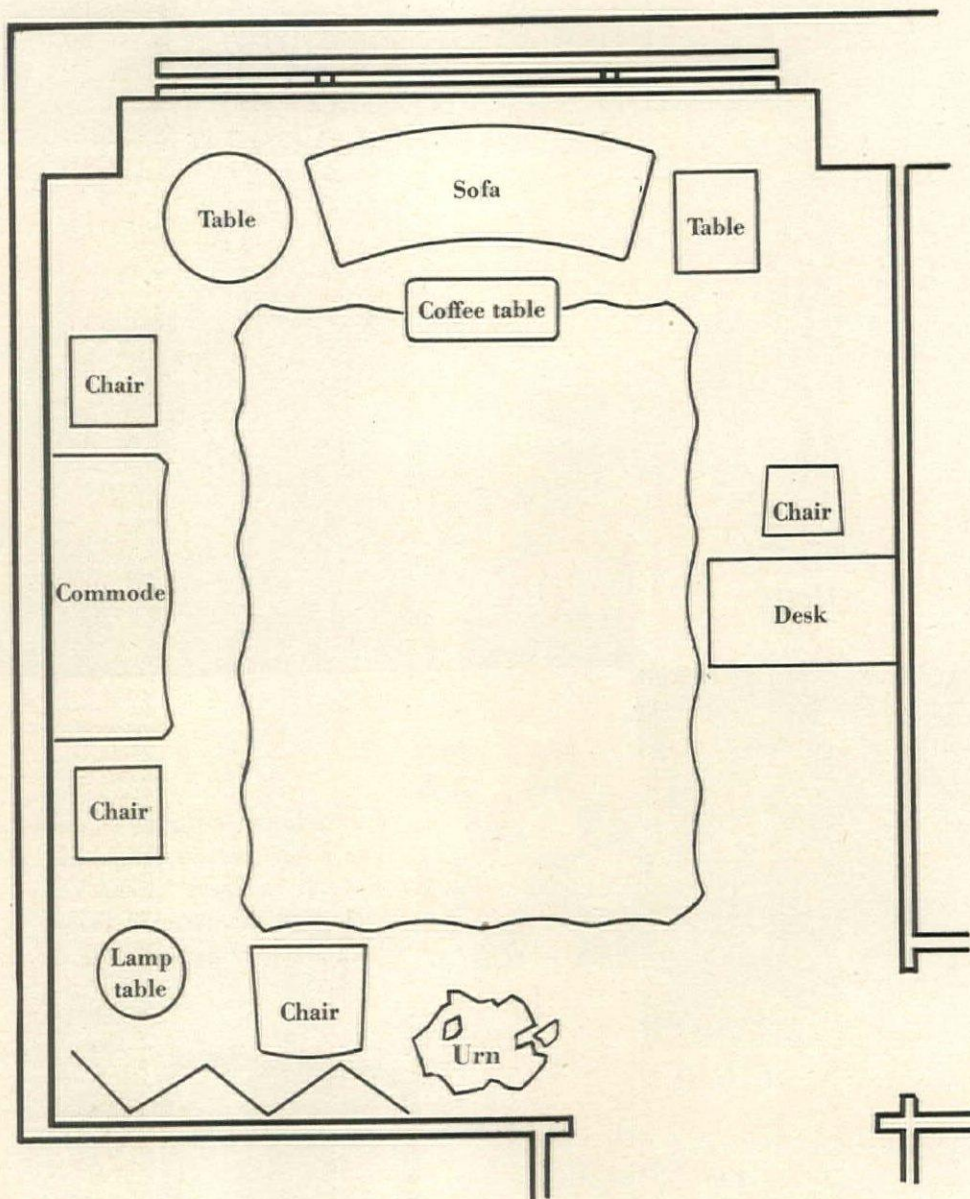 Sofa
Table
Table
Coffee table
Chair
Chair
Commode
Desk
Chair
Lamp
table
Chair
Urn